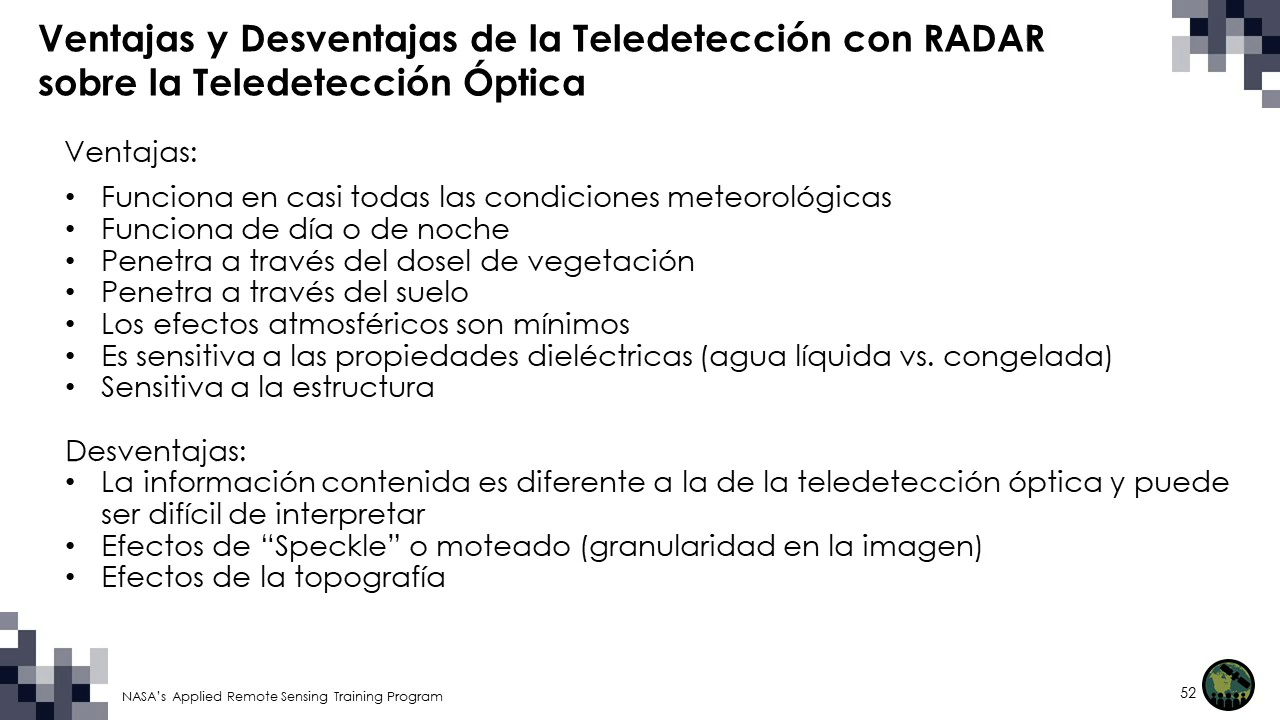 Ventajas y Desventajas de la Teledetección con RADAR
sobre la Teledetección Óptica
Ventajas:
• Funciona en casi todas las condiciones meteorológicas
• Funciona de día o de noche
• Penetra a través del dosel de vegetación
• Penetra a través del suelo
• Los efectos atmosféricos son mínimos
• Es sensitiva a las propiedades dieléctricas (agua líquida vs. congelada)
• Sensitiva a la estructura
Desventajas:
• La información contenida es diferente a la de la teledetección óptica y puede
ser difícil de interpretar
• Efectos de “Speckle” o moteado (granularidad en la imagen)
• Efectos de la topografía
NASA’s Applied Remote Sensing Training Program
52